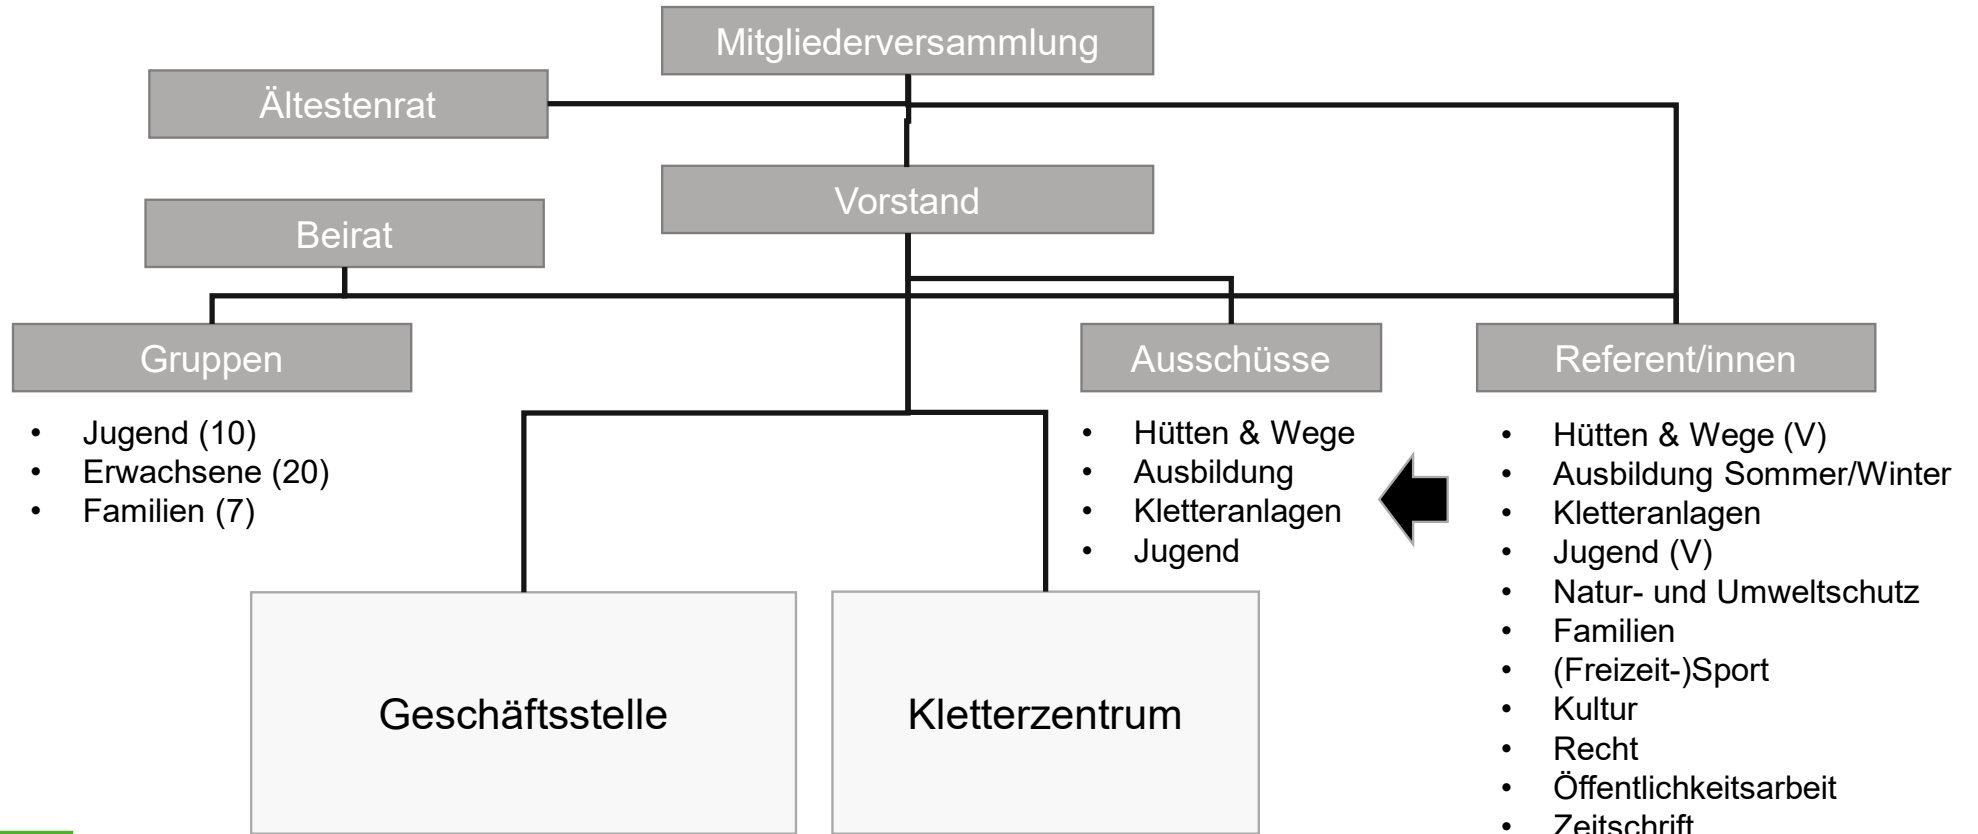 Mitgliederversammlung
Ältestenrat
Vorstand
Beirat
Gruppen
• Jugend (10)
• Erwachsene (20)
• Familien (7)
Ausschüsse
• Hütten & Wege
• Ausbildung
• Kletteranlagen
• Jugend
Referent/innen
• Hütten & Wege (V)
• Ausbildung Sommer/Winter
• Kletteranlagen
• Jugend (V)
• Natur- und Umweltschutz
• Familien
• (Freizeit-)Sport
• Kultur
• Recht
• Öffentlichkeitsarbeit
• Zeitschrift
Geschäftsstelle
Kletterzentrum